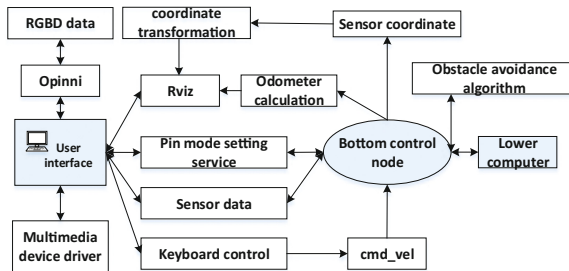 RGBD data
coordinate
transformation
Sensor coordinate
Opinni
Rviz
Odometer
calculation
Obstacle avoidance
algorithm
User
interface
Pin mode setting
service
Bottom control
node
Lower
computer
Sensor data
Multimedia
device driver
Keyboard control
cmd_vel